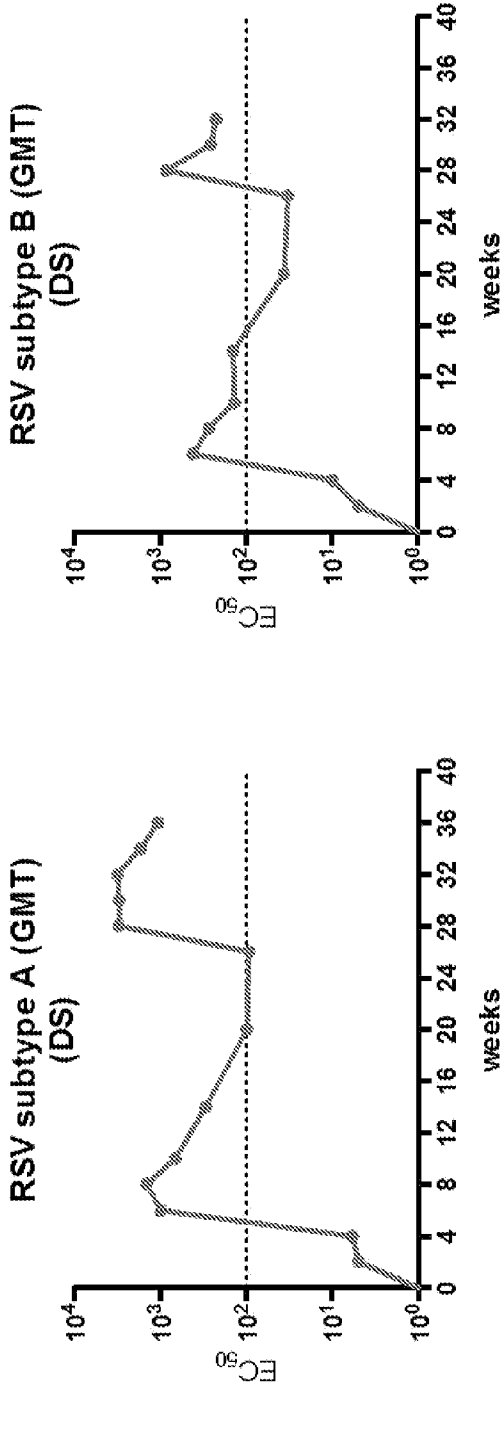 RSV subtype A (GMT)
(DS)
10⁴
10³
10²
10¹
10⁰
EC₅₀
0 4 8 12 16 20 24 28 32 36 40
weeks
RSV subtype B (GMT)
(DS)
10⁴
10³
10²
10¹
10⁰
EC₅₀
0 4 8 12 16 20 24 28 32 36 40
weeks